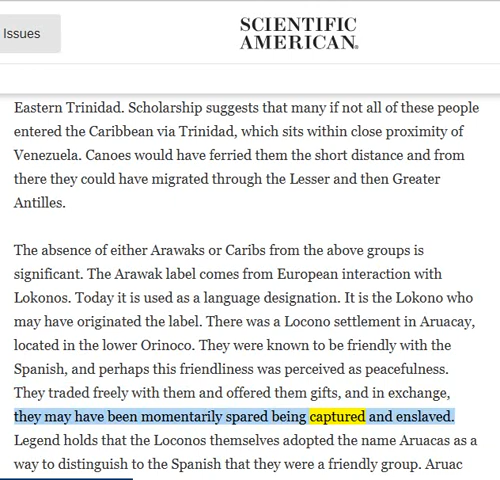 Issues
SCIENTIFIC
AMERICAN®
Eastern Trinidad. Scholarship suggests that many if not all of these people
entered the Caribbean via Trinidad, which sits within close proximity of
Venezuela. Canoes would have ferried them the short distance and from
there they could have migrated through the Lesser and then Greater
Antilles.
The absence of either Arawaks or Caribs from the above groups is
significant. The Arawak label comes from European interaction with
Lokonos. Today it is used as a language designation. It is the Lokono who
may have originated the label. There was a Locono settlement in Aruacay,
located in the lower Orinoco. They were known to be friendly with the
Spanish, and perhaps this friendliness was perceived as peacefulness.
They traded freely with them and offered them gifts, and in exchange,
they may have been momentarily spared being captured and enslaved.
Legend holds that the Loconos themselves adopted the name Aruacas as a
way to distinguish to the Spanish that they were a friendly group. Aruac